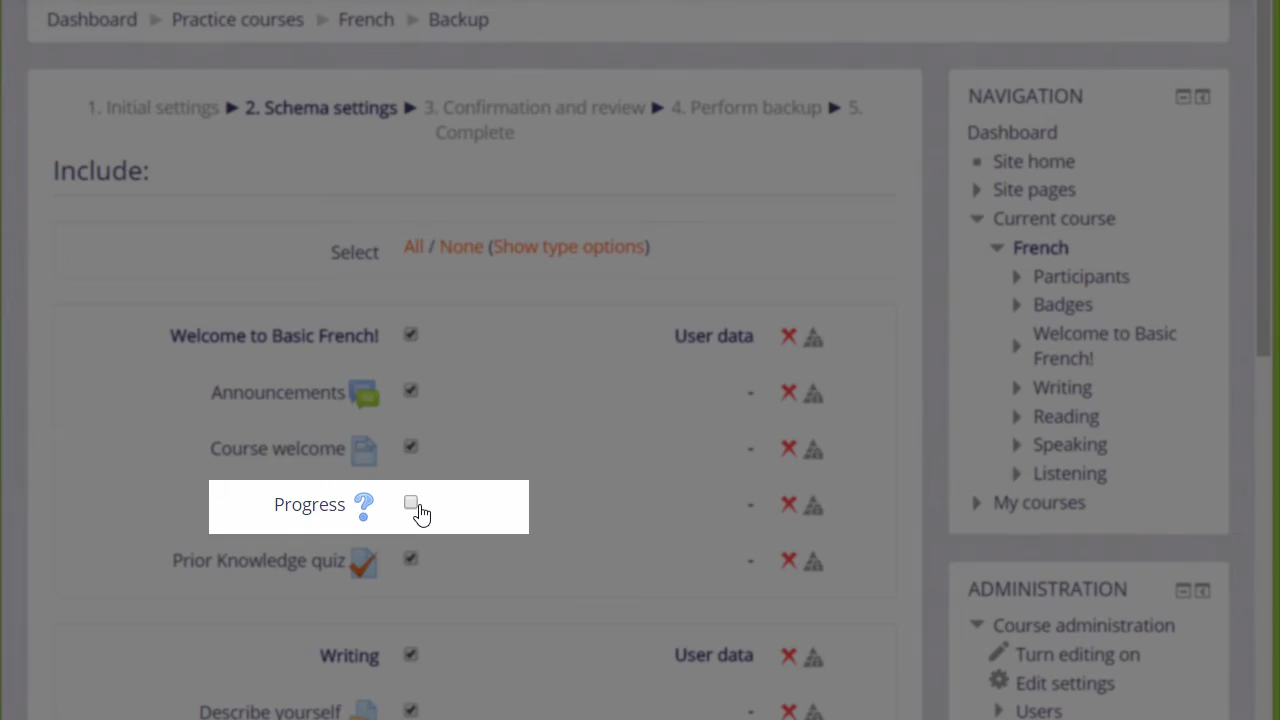 Dashboard ▶ Practice courses ▶ French ▶ Backup
1. Initial settings ► 2. Schema settings ► 3. Confirmation and review ► 4. Perform backup ► 5.
Complete
Include:
Select All / None (Show type options)
Welcome to Basic French! User data
Announcements -
Course welcome -
Progress -
Prior Knowledge quiz -
Writing User data
Describe yourself
NAVIGATION
Dashboard
Site home
Site pages
Current course
French
Participants
Badges
Welcome to Basic
French!
Writing
Reading
Speaking
Listening
My courses
ADMINISTRATION
Course administration
Turn editing on
Edit settings
Users